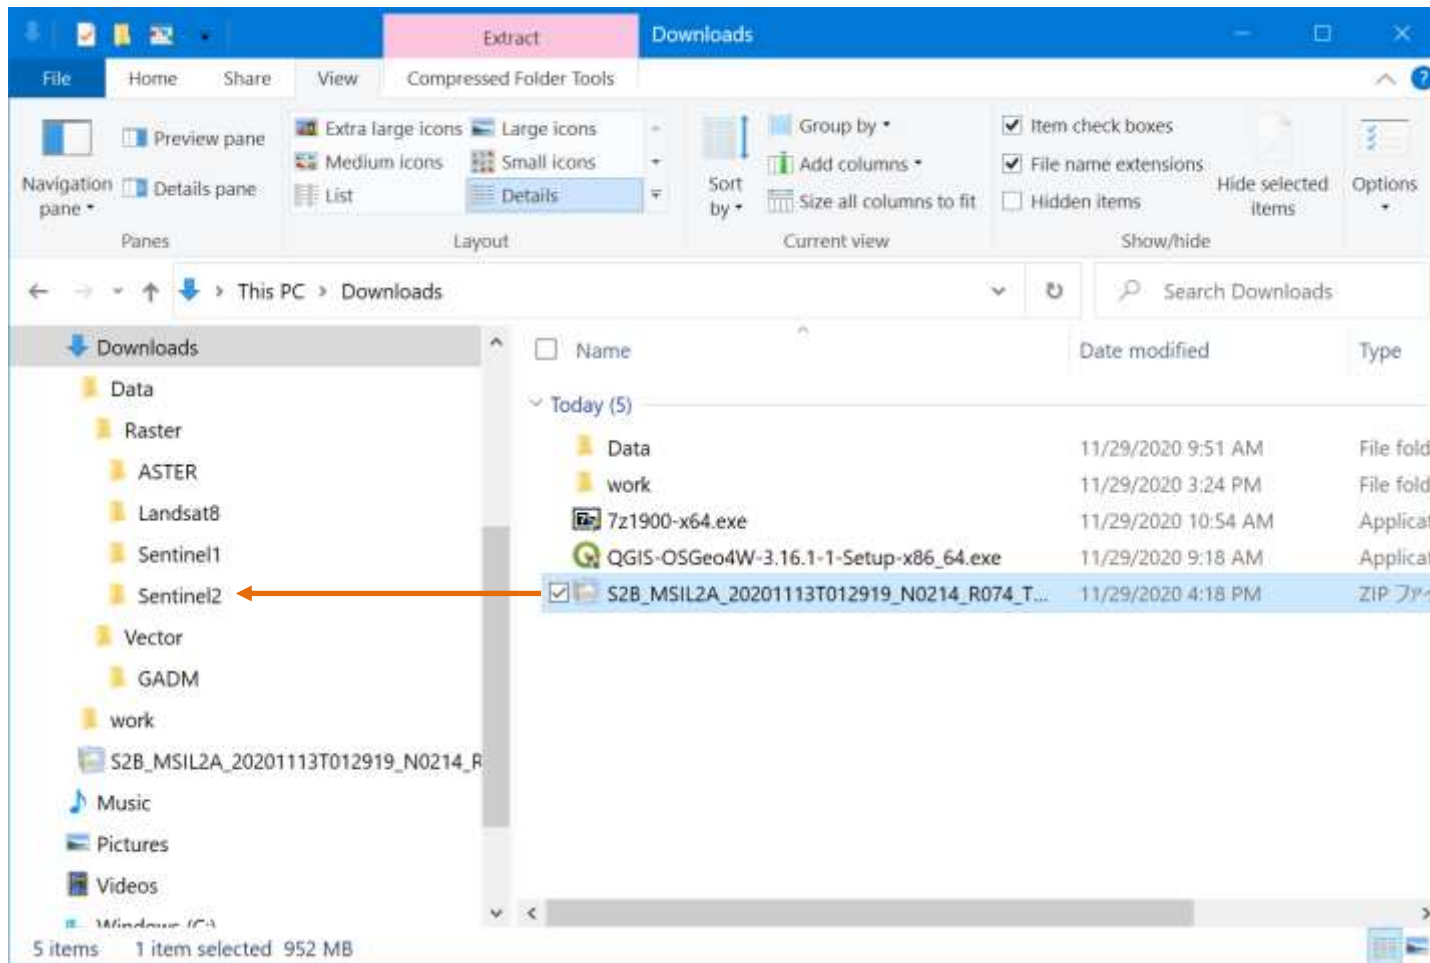 Extract
Downloads
File
Home
Share
View
Compressed Folder Tools
?
Navigation pane
Preview pane
Details pane
Panes
Extra large icons
Large icons
Medium icons
Small icons
List
Details
Layout
Sort by
Group by
Add columns
Size all columns to fit
Current view
Item check boxes
File name extensions
Hidden items
Hide selected items
Show/hide
Options
This PC > Downloads
Search Downloads
Downloads
Data
Raster
ASTER
Landsat8
Sentinel1
Sentinel2
Vector
GADM
work
S2B_MSIL2A_20201113T012919_N0214_R
Music
Pictures
Videos
Windows (C:)
Name
Date modified
Type
Today (5)
Data 11/29/2020 9:51 AM File fold
work 11/29/2020 3:24 PM File fold
7z1900-x64.exe 11/29/2020 10:54 AM Applicat
QGIS-OSGeo4W-3.16.1-1-Setup-x86_64.exe 11/29/2020 9:18 AM Applicat
S2B_MSIL2A_20201113T012919_N0214_R074_T... 11/29/2020 4:18 PM ZIP ファイ
5 items 1 item selected 952 MB